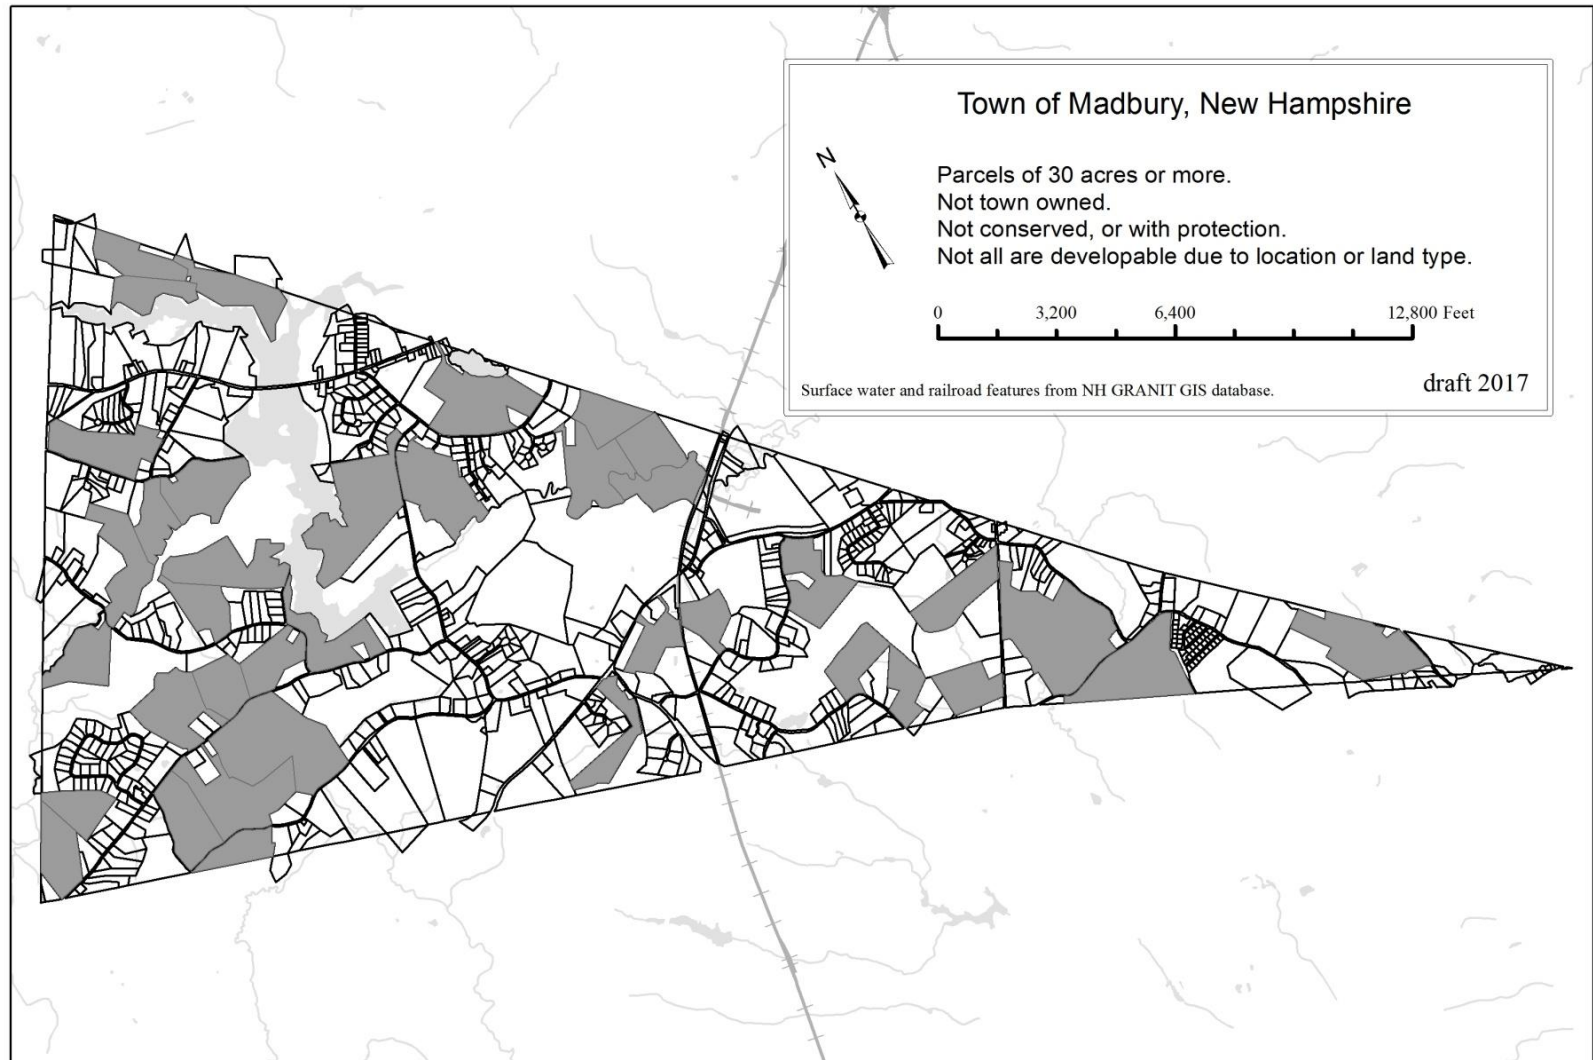 Town of Madbury, New Hampshire
N
Parcels of 30 acres or more.
Not town owned.
Not conserved, or with protection.
Not all are developable due to location or land type.
0 3,200 6,400 12,800 Feet
Surface water and railroad features from NH GRANIT GIS database.
draft 2017